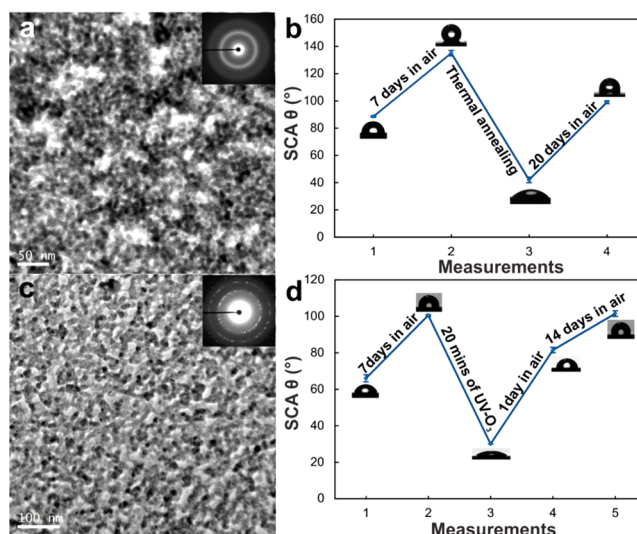 a
50 nm
b
SCA θ (°)
160
140
120
100
80
60
40
20
0
7 days in air
Thermal annealing
20 days in air
1 2 3 4
Measurements
c
100 nm
d
SCA θ (°)
120
100
80
60
40
20
0
7days in air
20 mins of UV-O₃
1day in air
14 days in air
1 2 3 4 5
Measurements